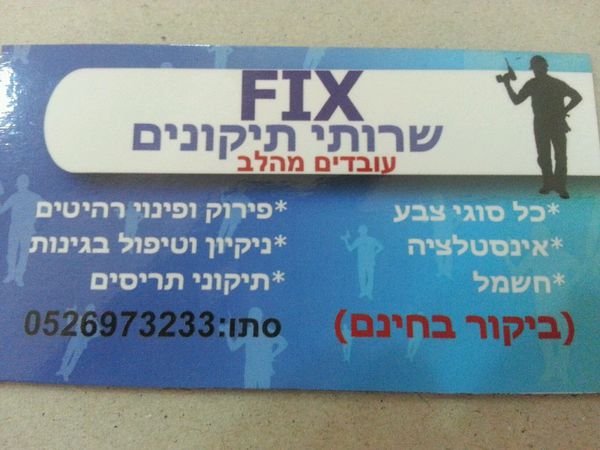 FIX
שרותי תיקונים
עובדים מהלב
*כל סוגי צבע
*אינסטלציה
*חשמל
(ביקור בחינם)
*פירוק ופינוי רהיטים
*ניקיון וטיפול בגינות
*תיקוני תריסים
סתו:0526973233